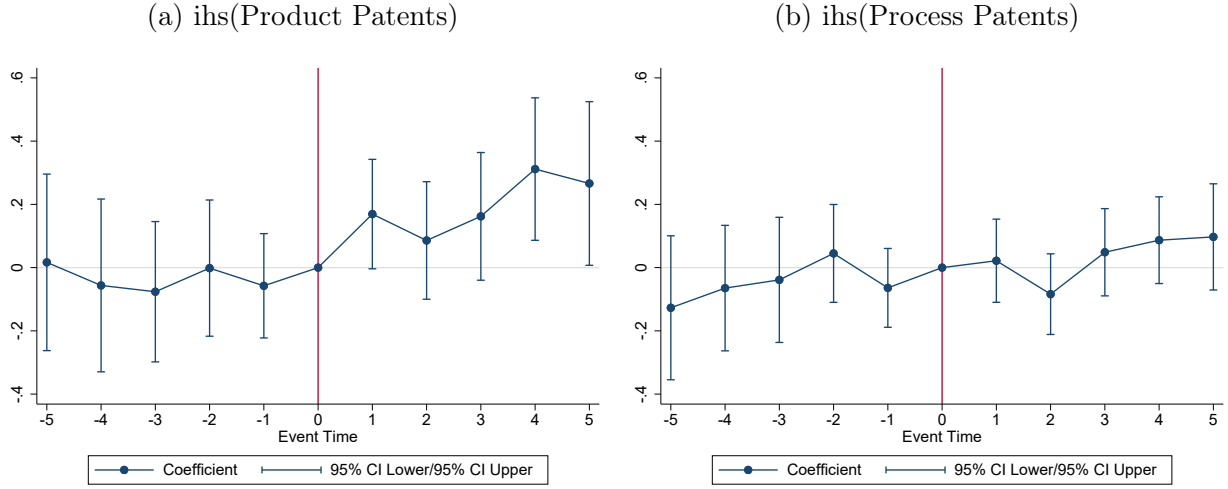 (a) ihs(Product Patents)
.6
.4
.2
0
-.2
-.4
-5 -4 -3 -2 -1 0 1 2 3 4 5
Event Time
Coefficient 95% CI Lower/95% CI Upper
(b) ihs(Process Patents)
.6
.4
.2
0
-.2
-.4
-5 -4 -3 -2 -1 0 1 2 3 4 5
Event Time
Coefficient 95% CI Lower/95% CI Upper